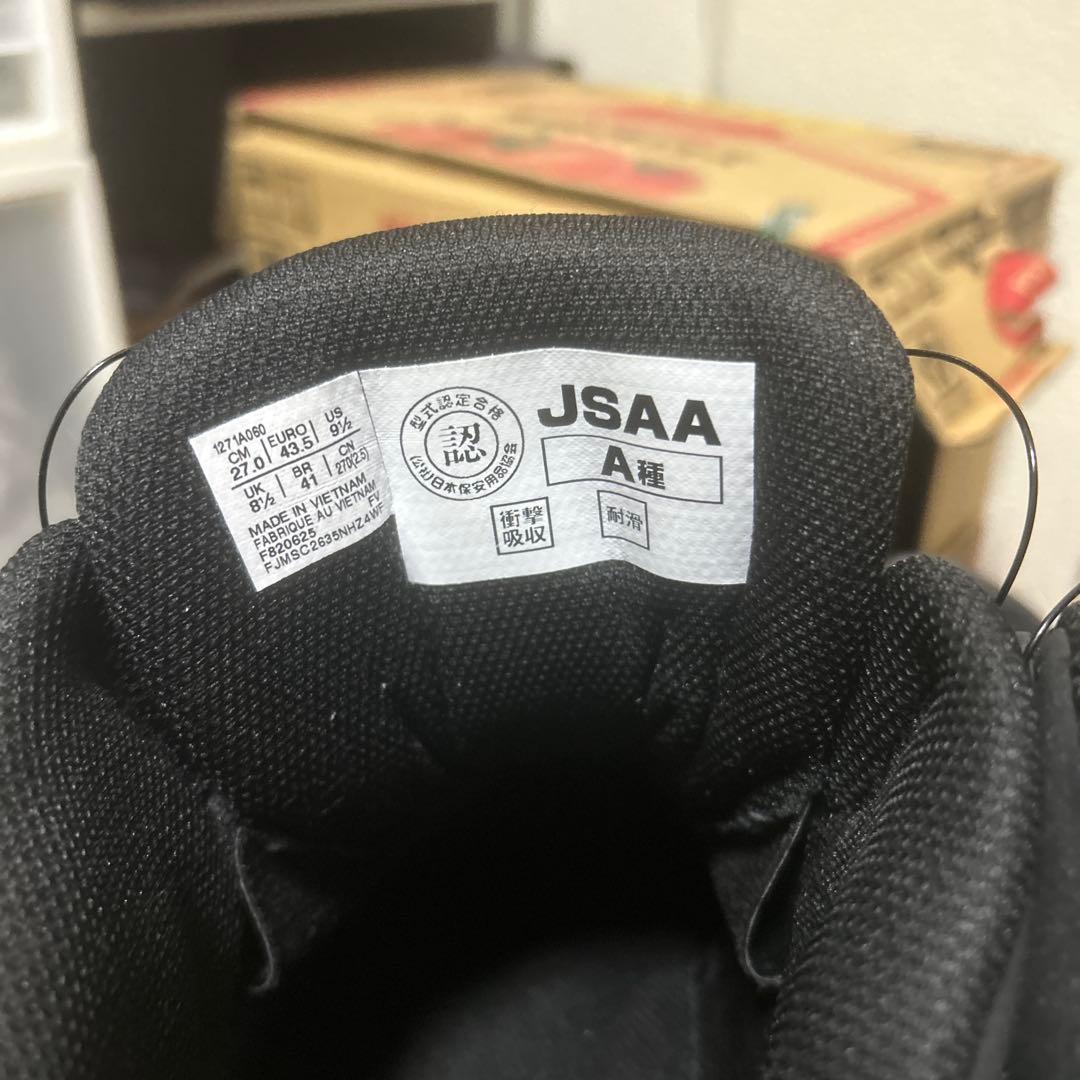 1271A060
CM | EURO | US
27.0 | 43.5 | 9½
UK | BR | CN
8½ | 41 | 270(2.5)
MADE IN VIETNAM
FABRIQUE AU VIETNAM
F820625 FV
FJMSC2635NHZ4WF
型式認定合格
認
(公社)日本保安用品協会
JSAA
A種
衝撃
吸収
耐滑